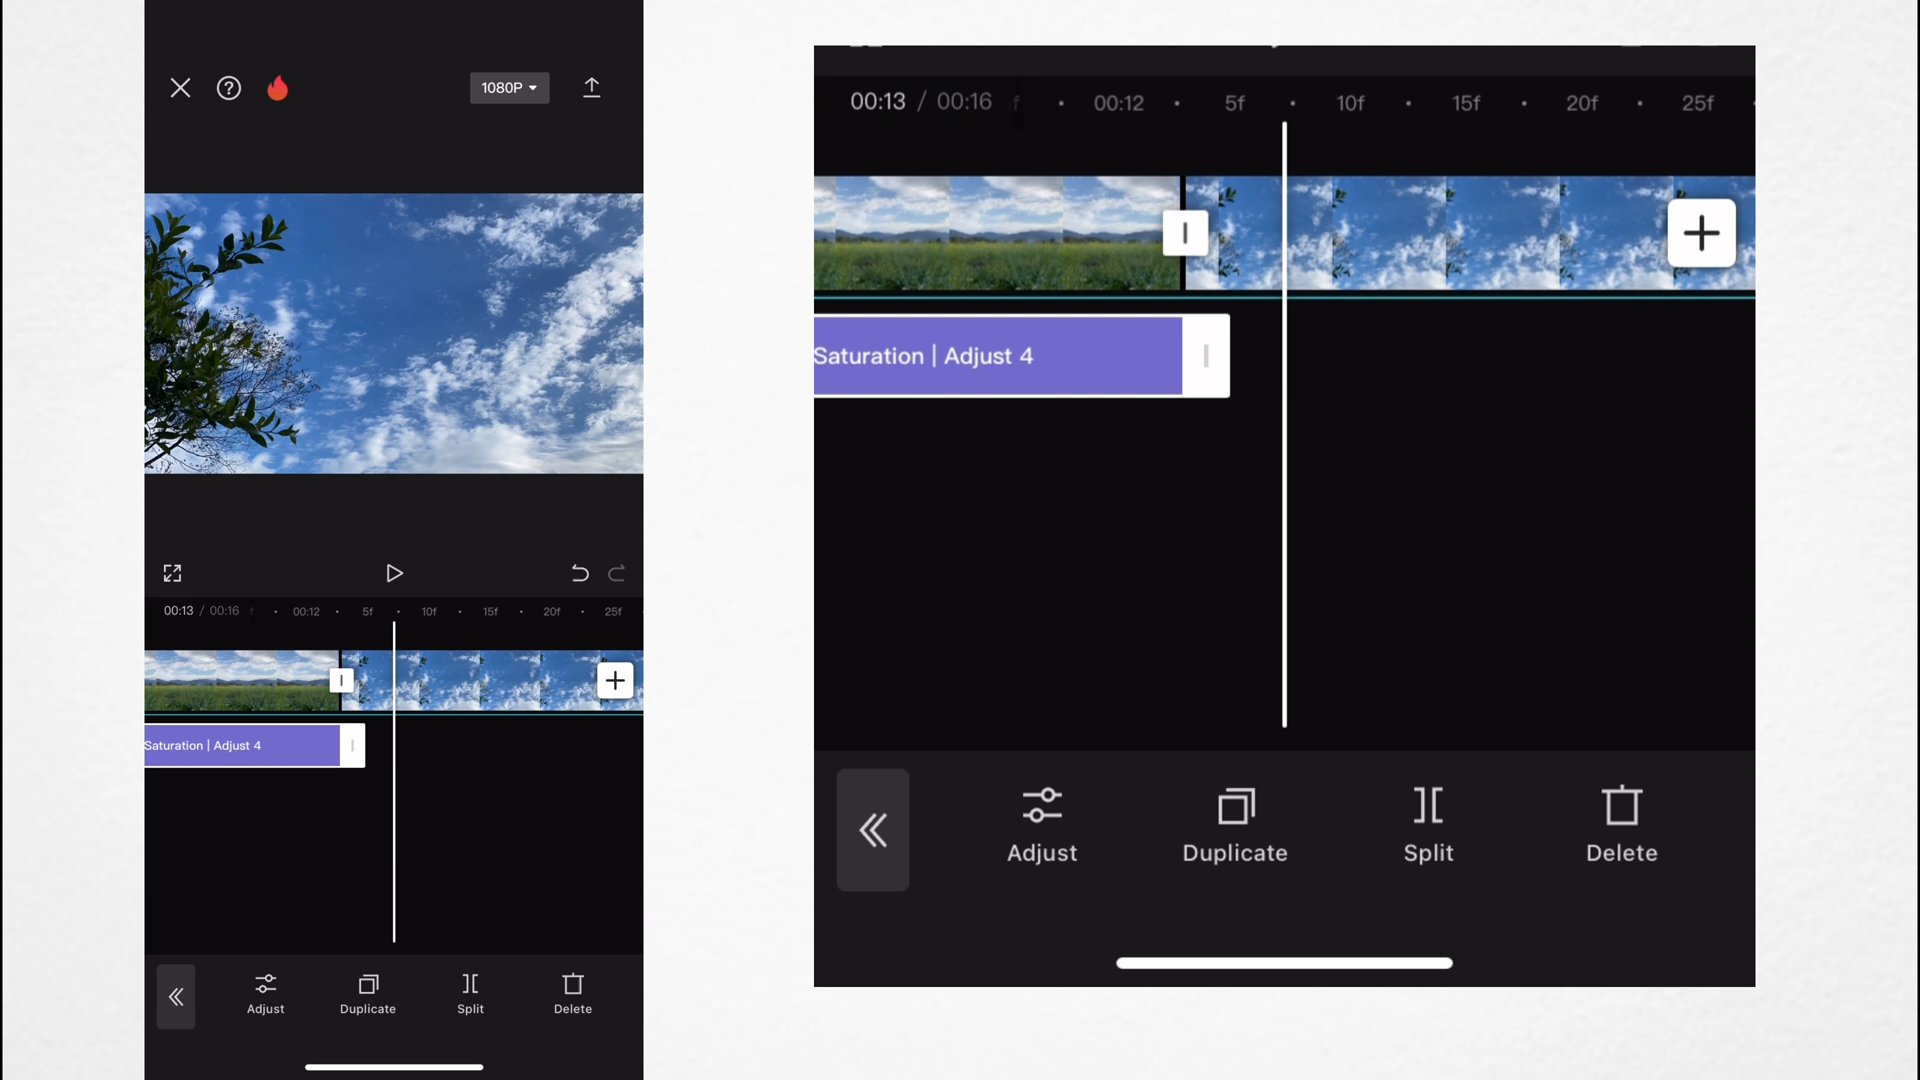 1080P
00:13 / 00:16 f 00:12 5f 10f 15f 20f 25f
Saturation | Adjust 4
Adjust Duplicate Split Delete
00:13 / 00:16 f 00:12 5f 10f 15f 20f 25f
Saturation | Adjust 4
Adjust Duplicate Split Delete